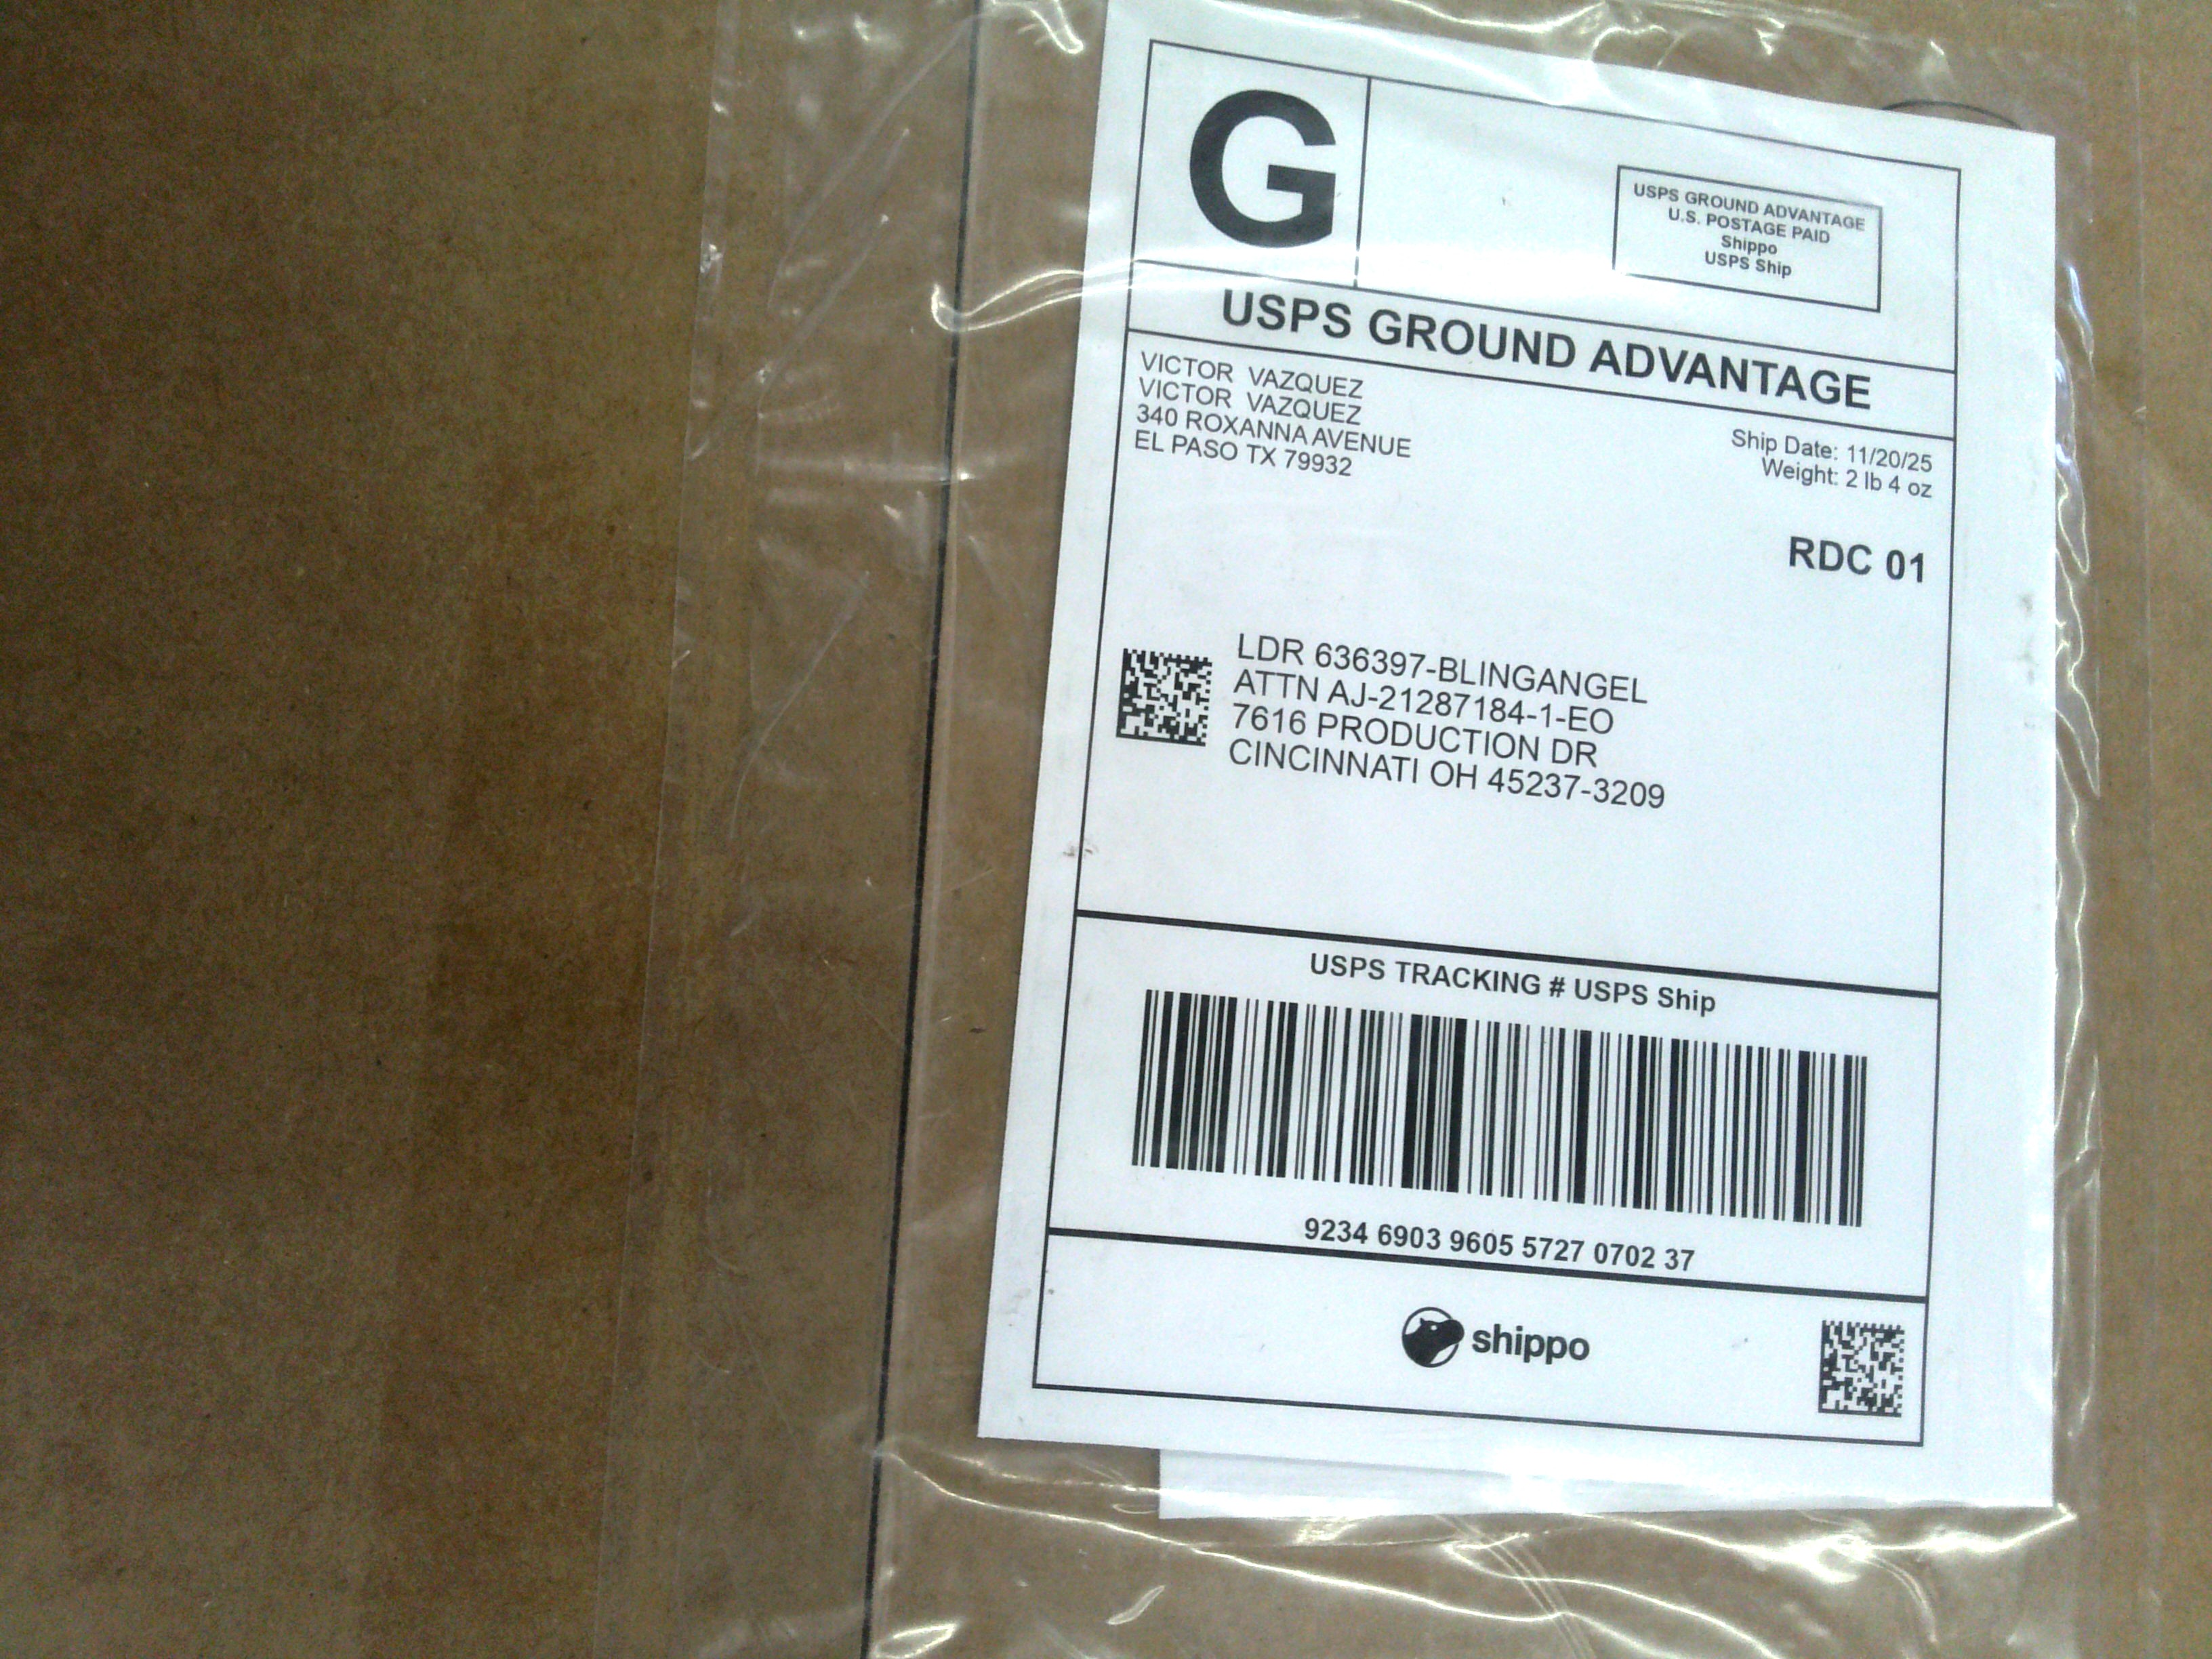 G
USPS GROUND ADVANTAGE
U.S. POSTAGE PAID
Shippo
USPS Ship
USPS GROUND ADVANTAGE
VICTOR VAZQUEZ
VICTOR VAZQUEZ
340 ROXANNA AVENUE
EL PASO TX 79932
Ship Date: 11/20/25
Weight: 2 lb 4 oz
RDC 01
LDR 636397-BLINGANGEL
ATTN AJ-21287184-1-EO
7616 PRODUCTION DR
CINCINNATI OH 45237-3209
USPS TRACKING # USPS Ship
9234 6903 9605 5727 0702 37
shippo